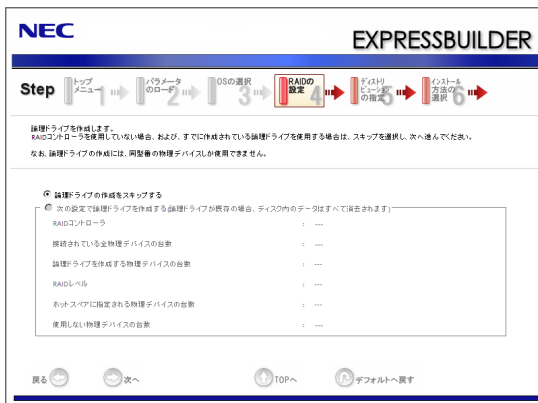 NEC
EXPRESSBUILDER
Step
トップ
メニュー 1
パラメータ
のロード 2
OSの選択
3
RAIDの
設定 4
ディストリ
ビューション
の指定 5
インストール
方法の
選択 6
論理ドライブを作成します。
RAIDコントローラを使用していない場合、および、すでに作成されている論理ドライブを使用する場合は、スキップを選択し、次へ進んでください。
なお、論理ドライブの作成には、同型番の物理デバイスしか使用できません。
論理ドライブの作成をスキップする
次の設定で論理ドライブを作成する(論理ドライブが既存の場合、ディスク内のデータはすべて消去されます)
RAIDコントローラ : ---
接続されている全物理デバイスの台数 : ---
論理ドライブを作成する物理デバイスの台数 : ---
RAIDレベル : ---
ホットスペアに指定される物理デバイスの台数 : ---
使用しない物理デバイスの台数 : ---
戻る 次へ TOPへ デフォルトへ戻す